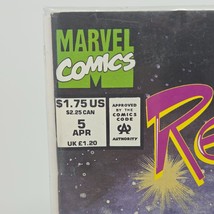 MARVEL
COMICS
$1.75 US
$2.25 CAN
5
APR
UK £1.20
APPROVED
BY THE
COMICS
CODE
CA
AUTHORITY
Re